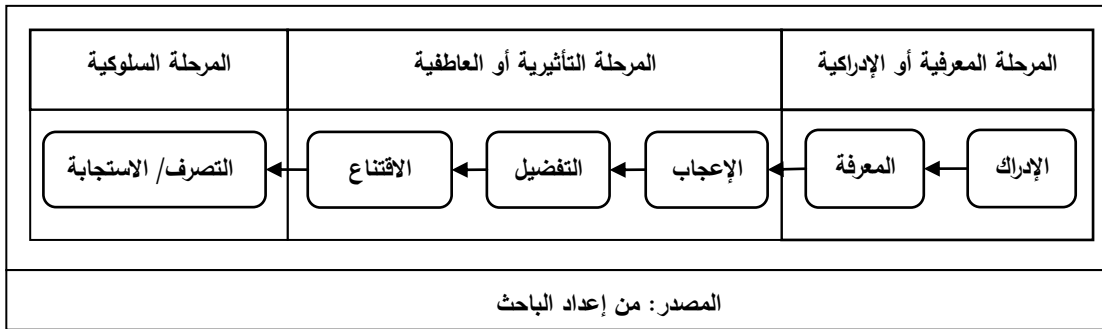 المرحلة المعرفية أو الإدراكية
المرحلة التأثيرية أو العاطفية
المرحلة السلوكية
الإدراك
المعرفة
الإعجاب
التفضيل
الاقتناع
التصرف/ الاستجابة
المصدر: من إعداد الباحث